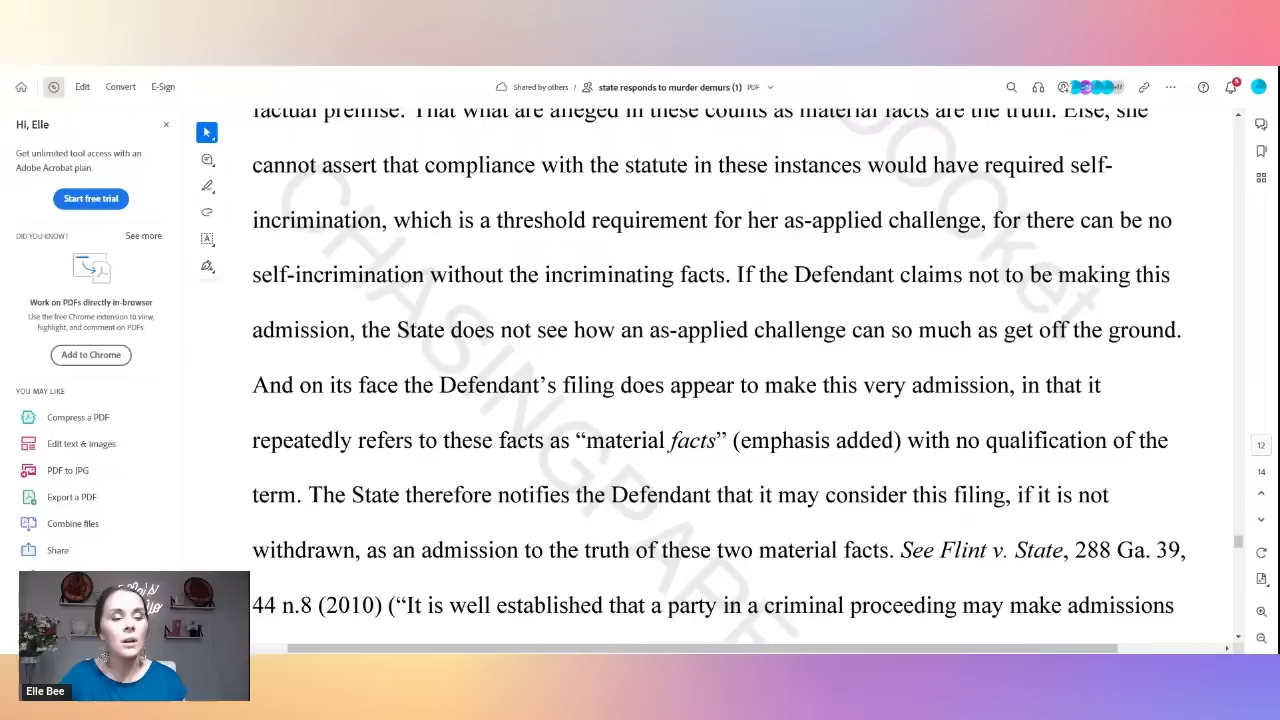 Edit
Convert
E-Sign
Shared by others /
state responds to murder demurs (1) PDF
5
Hi, Elle
Get unlimited tool access with an
Adobe Acrobat plan.
Start free trial
DID YOU KNOW?
See more
Work on PDFs directly in-browser
Use the free Chrome extension to view,
highlight, and comment on PDFs.
Add to Chrome
YOU MAY LIKE
Compress a PDF
Edit text & images
PDF to JPG
Export a PDF
Combine files
Share
factual premise. That what are alleged in these counts as material facts are the truth. Else, she
cannot assert that compliance with the statute in these instances would have required self-
incrimination, which is a threshold requirement for her as-applied challenge, for there can be no
self-incrimination without the incriminating facts. If the Defendant claims not to be making this
admission, the State does not see how an as-applied challenge can so much as get off the ground.
And on its face the Defendant's filing does appear to make this very admission, in that it
repeatedly refers to these facts as “material facts” (emphasis added) with no qualification of the
term. The State therefore notifies the Defendant that it may consider this filing, if it is not
withdrawn, as an admission to the truth of these two material facts. See Flint v. State, 288 Ga. 39,
44 n.8 (2010) (“It is well established that a party in a criminal proceeding may make admissions
12
14
Elle Bee